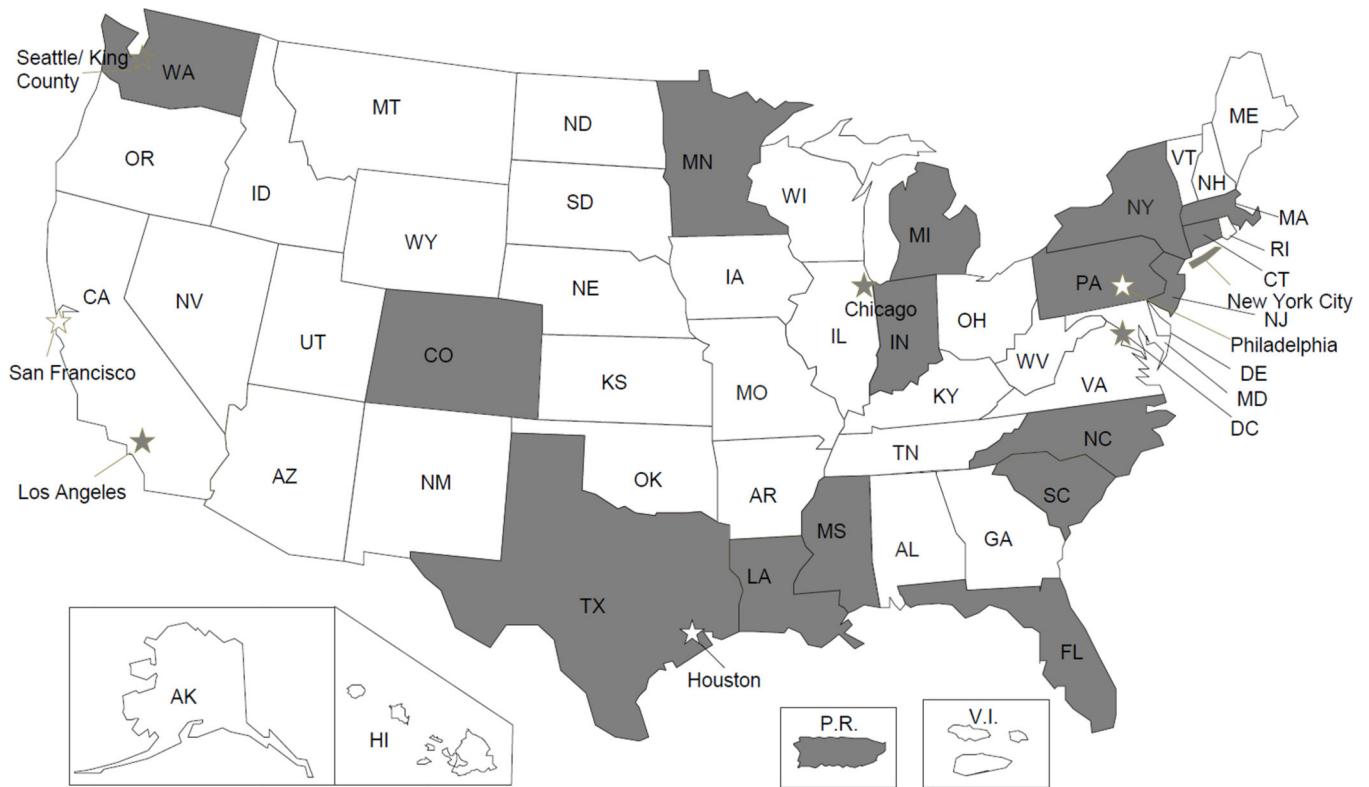 Seattle/ King
County
WA
MT
ND
MN
ME
VT
NH
OR
ID
SD
WI
NY
MA
WY
MI
RI
CT
New York City
NJ
Philadelphia
DE
MD
DC
IA
NE
PA
CA
NV
Chicago
UT
CO
IL
IN
OH
WV
San Francisco
KS
MO
KY
VA
NC
TN
Los Angeles
AZ
NM
OK
AR
SC
MS
AL
GA
LA
TX
FL
Houston
AK
HI
P.R.
V.I.